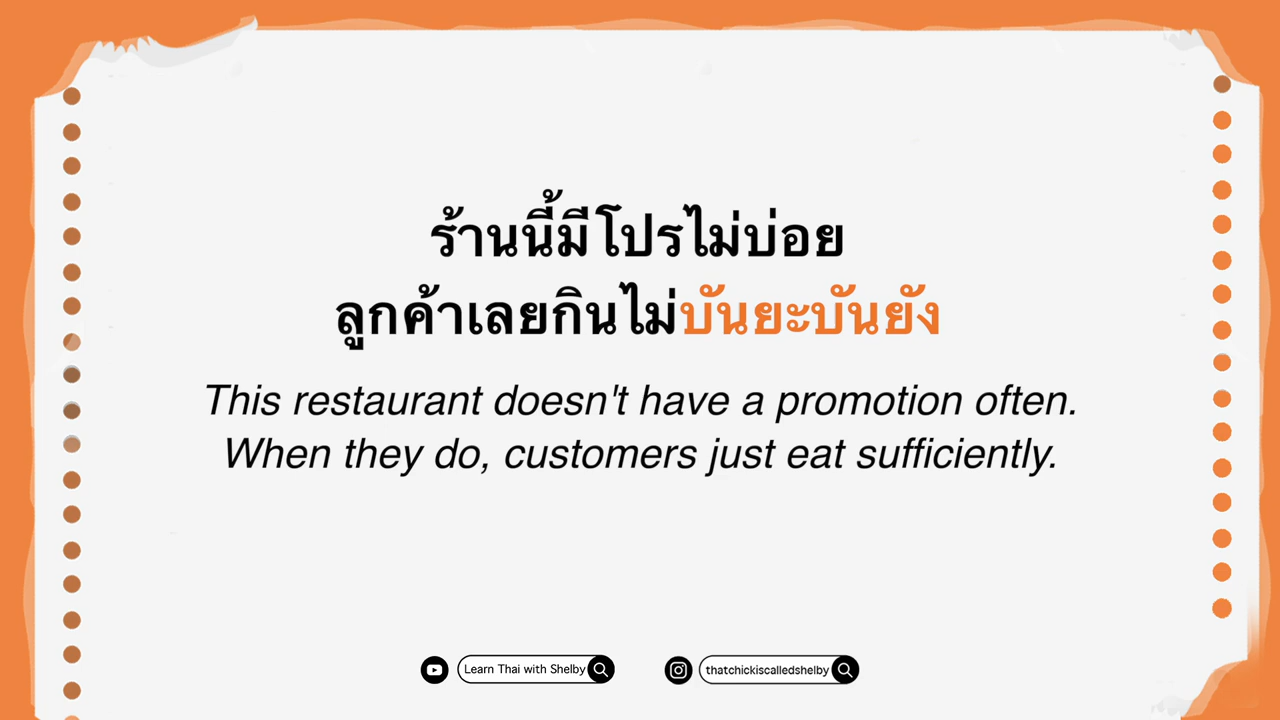 ร้านนี้มีโปรไม่บ่อย
ลูกค้าเลยกินไม่บันยะบันยัง
This restaurant doesn't have a promotion often.
When they do, customers just eat sufficiently.
Learn Thai with Shelby
thatchickiscalledshelby